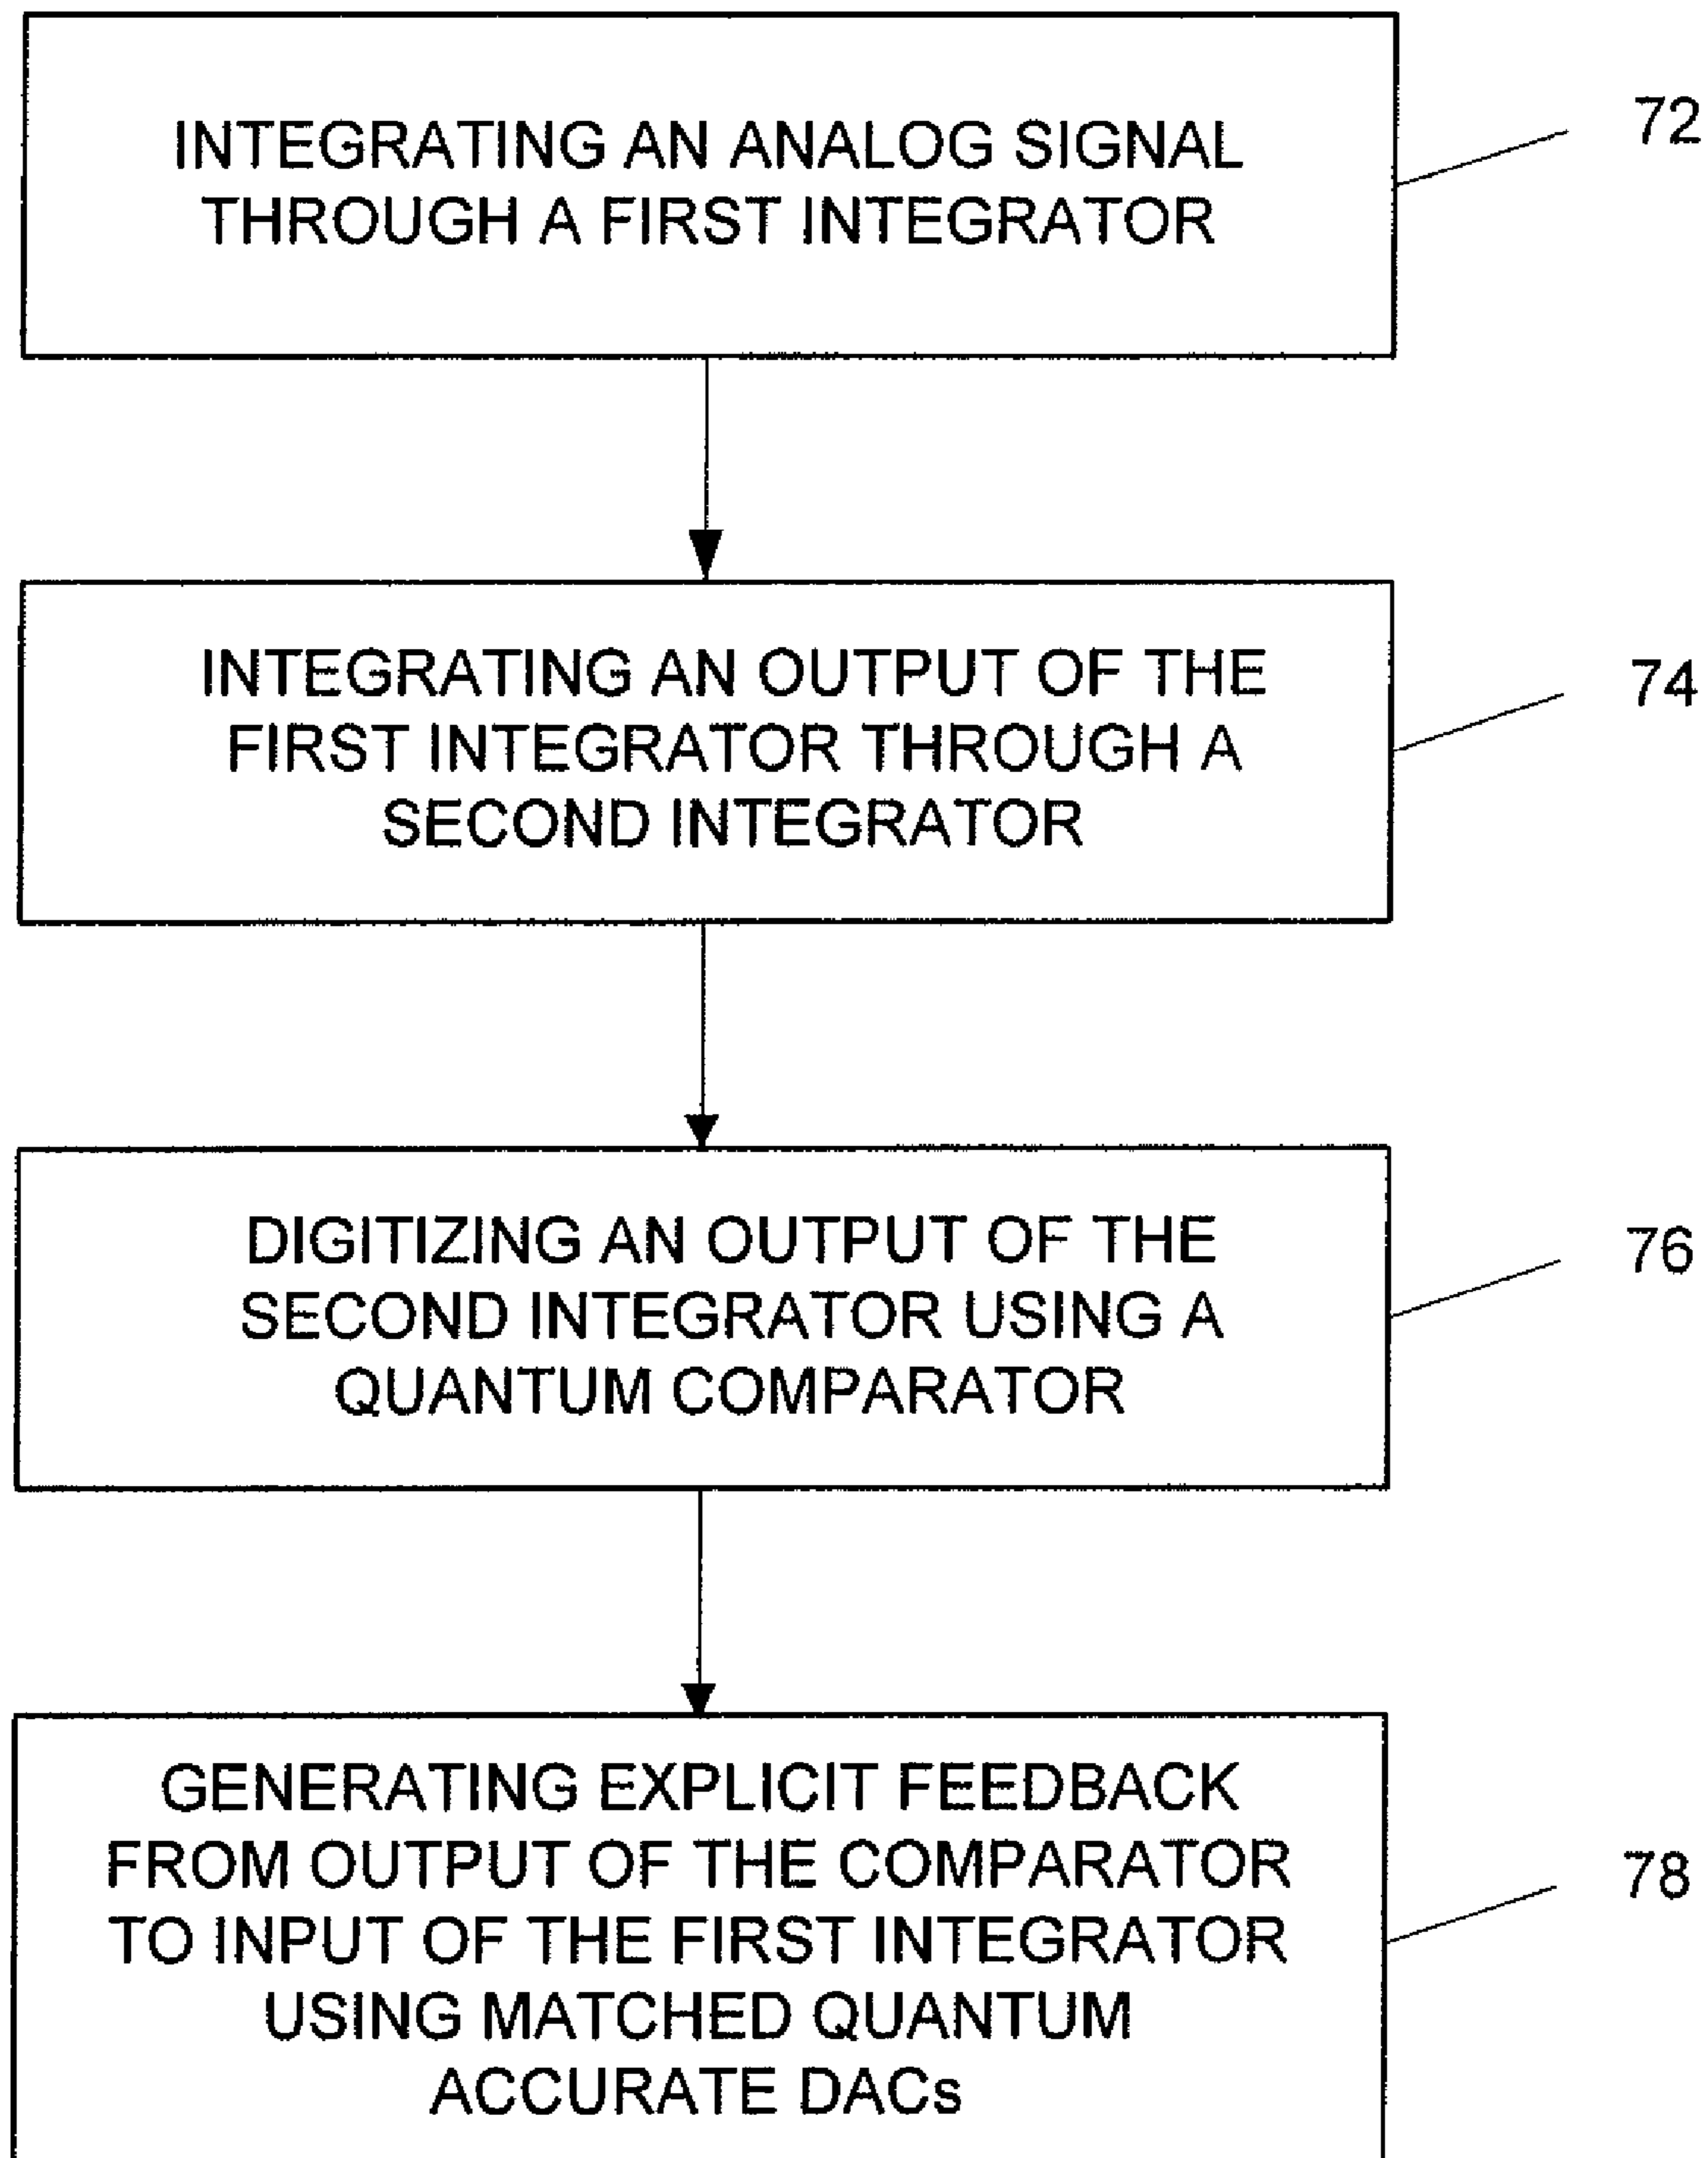 INTEGRATING AN ANALOG SIGNAL
THROUGH A FIRST INTEGRATOR
72
INTEGRATING AN OUTPUT OF THE
FIRST INTEGRATOR THROUGH A
SECOND INTEGRATOR
74
DIGITIZING AN OUTPUT OF THE
SECOND INTEGRATOR USING A
QUANTUM COMPARATOR
76
GENERATING EXPLICIT FEEDBACK
FROM OUTPUT OF THE COMPARATOR
TO INPUT OF THE FIRST INTEGRATOR
USING MATCHED QUANTUM
ACCURATE DACs
78